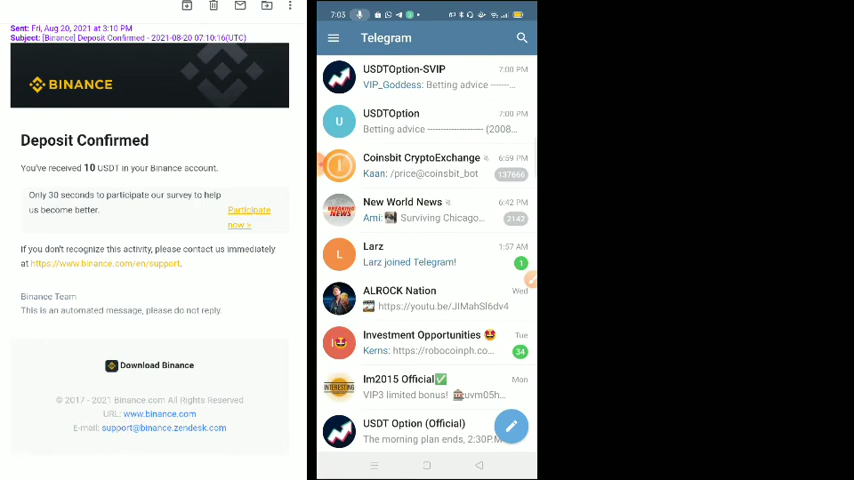 Sent: Fri, Aug 20, 2021 at 3:10 PM
Subject: [Binance] Deposit Confirmed - 2021-08-20 07:10:16(UTC)
BINANCE
Deposit Confirmed
You've received 10 USDT in your Binance account.
Only 30 seconds to participate our survey to help
us become better.
Participate
now >
If you don't recognize this activity, please contact us immediately
at https://www.binance.com/en/support.
Binance Team
This is an automated message, please do not reply.
Download Binance
© 2017 - 2021 Binance.com All Rights Reserved
URL: www.binance.com
E-mail: support@binance.zendesk.com
7:03
Telegram
USDTOption-SVIP 7:00 PM
VIP_Goddess: Betting advice -------...
U
USDTOption 7:00 PM
Betting advice -------------------- (2008...
Coinsbit CryptoExchange 6:59 PM
Kaan: /price@coinsbit_bot 137666
BREAKING NEWS
New World News 6:42 PM
Ami: Surviving Chicago... 2142
L
Larz 1:57 AM
Larz joined Telegram! 1
ALROCK Nation Wed
https://youtu.be/JIMahSl6dv4
Investment Opportunities 🤩 Tue
Kerns: https://robocoinph.co... 34
INTERESTING
Im2015 Official✅ Mon
VIP3 limited bonus! 🎰uvm05h...
USDT Option (Official)
The morning plan ends, 2:30P.M